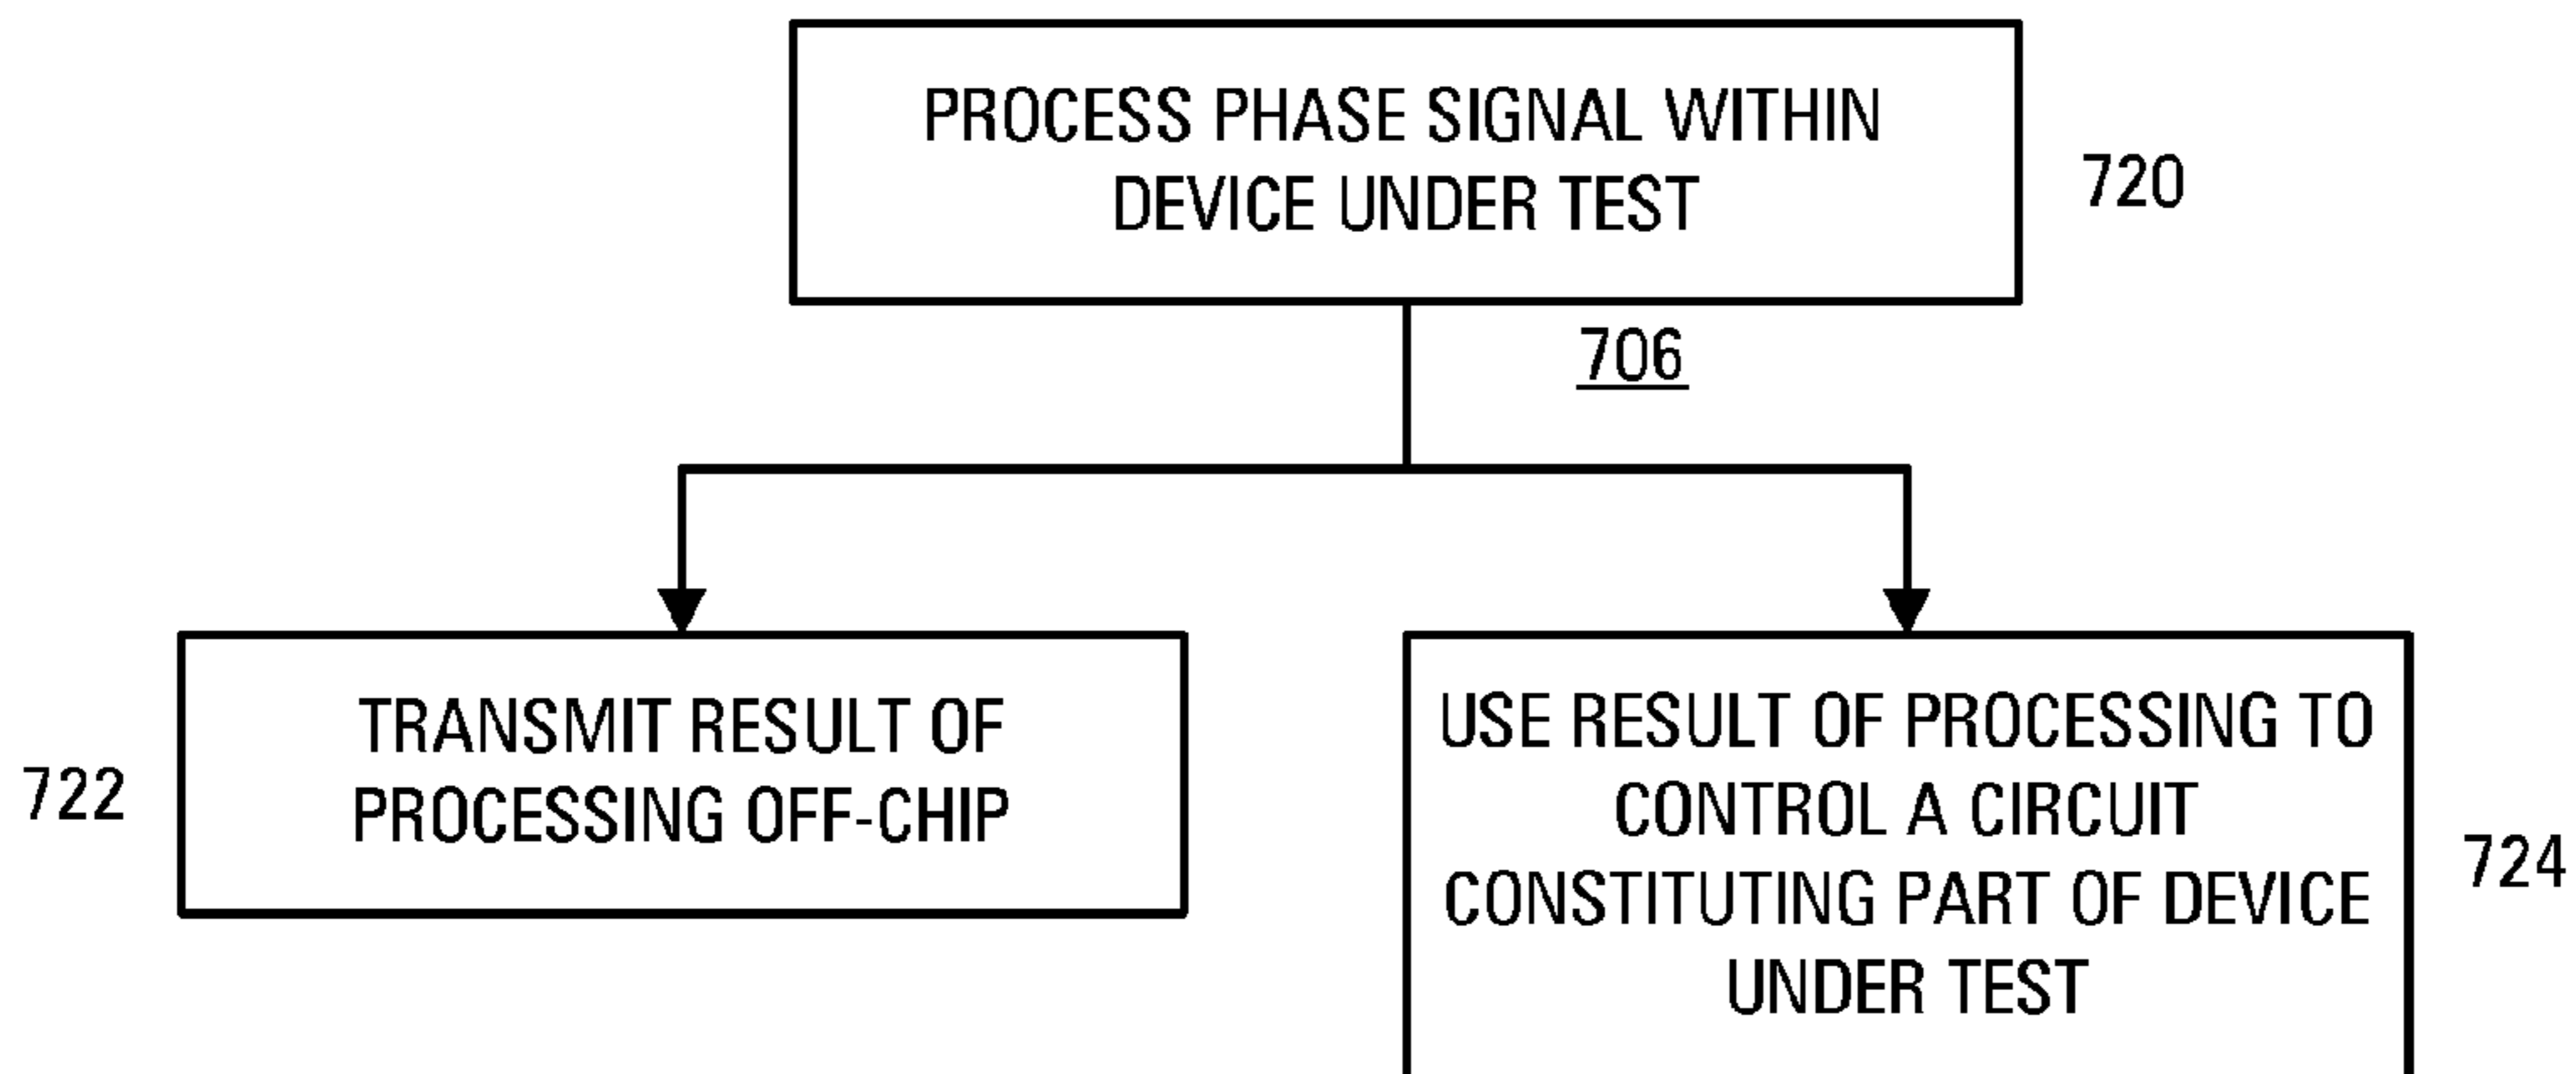 PROCESS PHASE SIGNAL WITHIN
DEVICE UNDER TEST
720
706
TRANSMIT RESULT OF
PROCESSING OFF-CHIP
722
USE RESULT OF PROCESSING TO
CONTROL A CIRCUIT
CONSTITUTING PART OF DEVICE
UNDER TEST
724